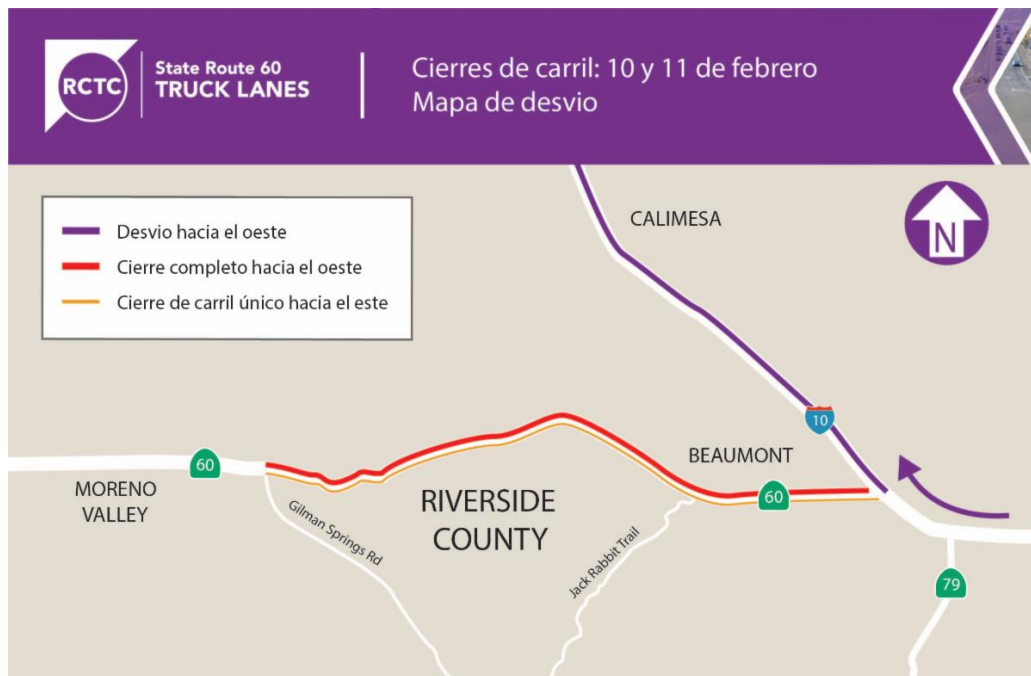 RCTC
State Route 60
TRUCK LANES
Cierres de carril: 10 y 11 de febrero
Mapa de desvio
Desvio hacia el oeste
Cierre completo hacia el oeste
Cierre de carril único hacia el este
CALIMESA
N
10
BEAUMONT
60
MORENO
VALLEY
Gilman Springs Rd
RIVERSIDE
COUNTY
60
Jack Rabbit Trail
79